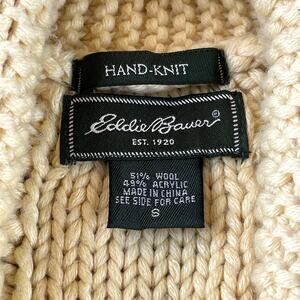 HAND-KNIT
Eddie Bauer®
EST. 1920
51% WOOL
49% ACRYLIC
MADE IN CHINA
SEE SIDE FOR CARE
S